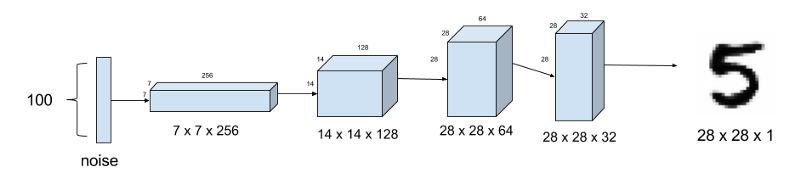 100
noise
7
7
256
7 x 7 x 256
14
14
128
14 x 14 x 128
28
28
64
28 x 28 x 64
28
28
32
28 x 28 x 32
5
28 x 28 x 1